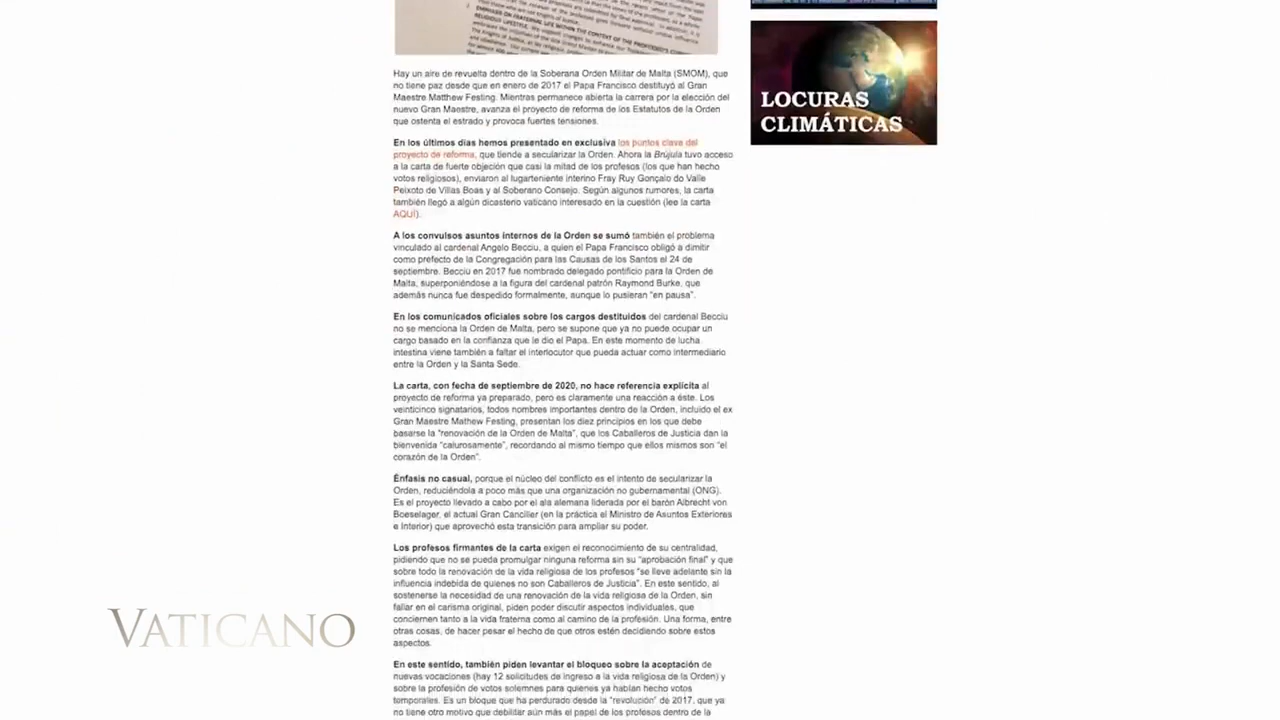 EMPHASIS ON FRATERNAL LIFE WITHIN THE CONTEXT OF THE PROFESSED'S
RELIGIOUS LIFESTYLE.
Hay un aire de revuelta dentro de la Soberana Orden Militar de Malta (SMOM), que
no tiene paz desde que en enero de 2017 el Papa Francisco destituyó al Gran
Maestre Matthew Festing. Mientras permanece abierta la carrera por la elección del
nuevo Gran Maestre, avanza el proyecto de reforma de los Estatutos de la Orden
que ostenta el estrado y provoca fuertes tensiones.
En los últimos días hemos presentado en exclusiva los puntos clave del
proyecto de reforma, que tiende a secularizar la Orden. Ahora la Brújula tuvo acceso
a la carta de fuerte objeción que casi la mitad de los profesos (los que han hecho
votos religiosos), enviaron al lugarteniente interino Fray Ruy Gonçalo do Valle
Peixoto de Villas Boas y al Soberano Consejo. Según algunos rumores, la carta
también llegó a algún dicasterio vaticano interesado en la cuestión (lee la carta
AQUÍ).
A los convulsos asuntos internos de la Orden se sumó también el problema
vinculado al cardenal Angelo Becciu, a quien el Papa Francisco obligó a dimitir
como prefecto de la Congregación para las Causas de los Santos el 24 de
septiembre. Becciu en 2017 fue nombrado delegado pontificio para la Orden de
Malta, superponiéndose a la figura del cardenal patrón Raymond Burke, que
además nunca fue despedido formalmente, aunque lo pusieran "en pausa".
En los comunicados oficiales sobre los cargos destituidos del cardenal Becciu
no se menciona la Orden de Malta, pero se supone que ya no puede ocupar un
cargo basado en la confianza que le dio el Papa. En este momento de lucha
intestina viene también a faltar el interlocutor que pueda actuar como intermediario
entre la Orden y la Santa Sede.
La carta, con fecha de septiembre de 2020, no hace referencia explícita al
proyecto de reforma ya preparado, pero es claramente una reacción a éste. Los
veinticinco signatarios, todos nombres importantes dentro de la Orden, incluido el ex
Gran Maestre Mathew Festing, presentan los diez principios en los que debe
basarse la "renovación de la Orden de Malta", que los Caballeros de Justicia dan la
bienvenida "calurosamente", recordando al mismo tiempo que ellos mismos son "el
corazón de la Orden".
Énfasis no casual, porque el núcleo del conflicto es el intento de secularizar la
Orden, reduciéndola a poco más que una organización no gubernamental (ONG).
Es el proyecto llevado a cabo por el ala alemana liderada por el barón Albrecht von
Boeselager, el actual Gran Canciller (en la práctica el Ministro de Asuntos Exteriores
e Interior) que aprovechó esta transición para ampliar su poder.
Los profesos firmantes de la carta exigen el reconocimiento de su centralidad,
pidiendo que no se pueda promulgar ninguna reforma sin su "aprobación final" y que
sobre todo la renovación de la vida religiosa de los profesos "se lleve adelante sin la
influencia indebida de quienes no son Caballeros de Justicia". En este sentido, al
sostenerse la necesidad de una renovación de la vida religiosa de la Orden, sin
fallar en el carisma original, piden poder discutir aspectos individuales, que
conciernen tanto a la vida fraterna como al camino de la profesión. Una forma, entre
otras cosas, de hacer pesar el hecho de que otros estén decidiendo sobre estos
aspectos.
En este sentido, también piden levantar el bloqueo sobre la aceptación de
nuevas vocaciones (hay 12 solicitudes de ingreso a la vida religiosa de la Orden) y
sobre la profesión de votos solemnes para quienes ya habían hecho votos
temporales. Es un bloque que ha perdurado desde la "revolución" de 2017, que ya
no tiene otro motivo que debilitar aún más el papel de los profesos dentro de la
LOCURAS
CLIMÁTICAS
VATICANO